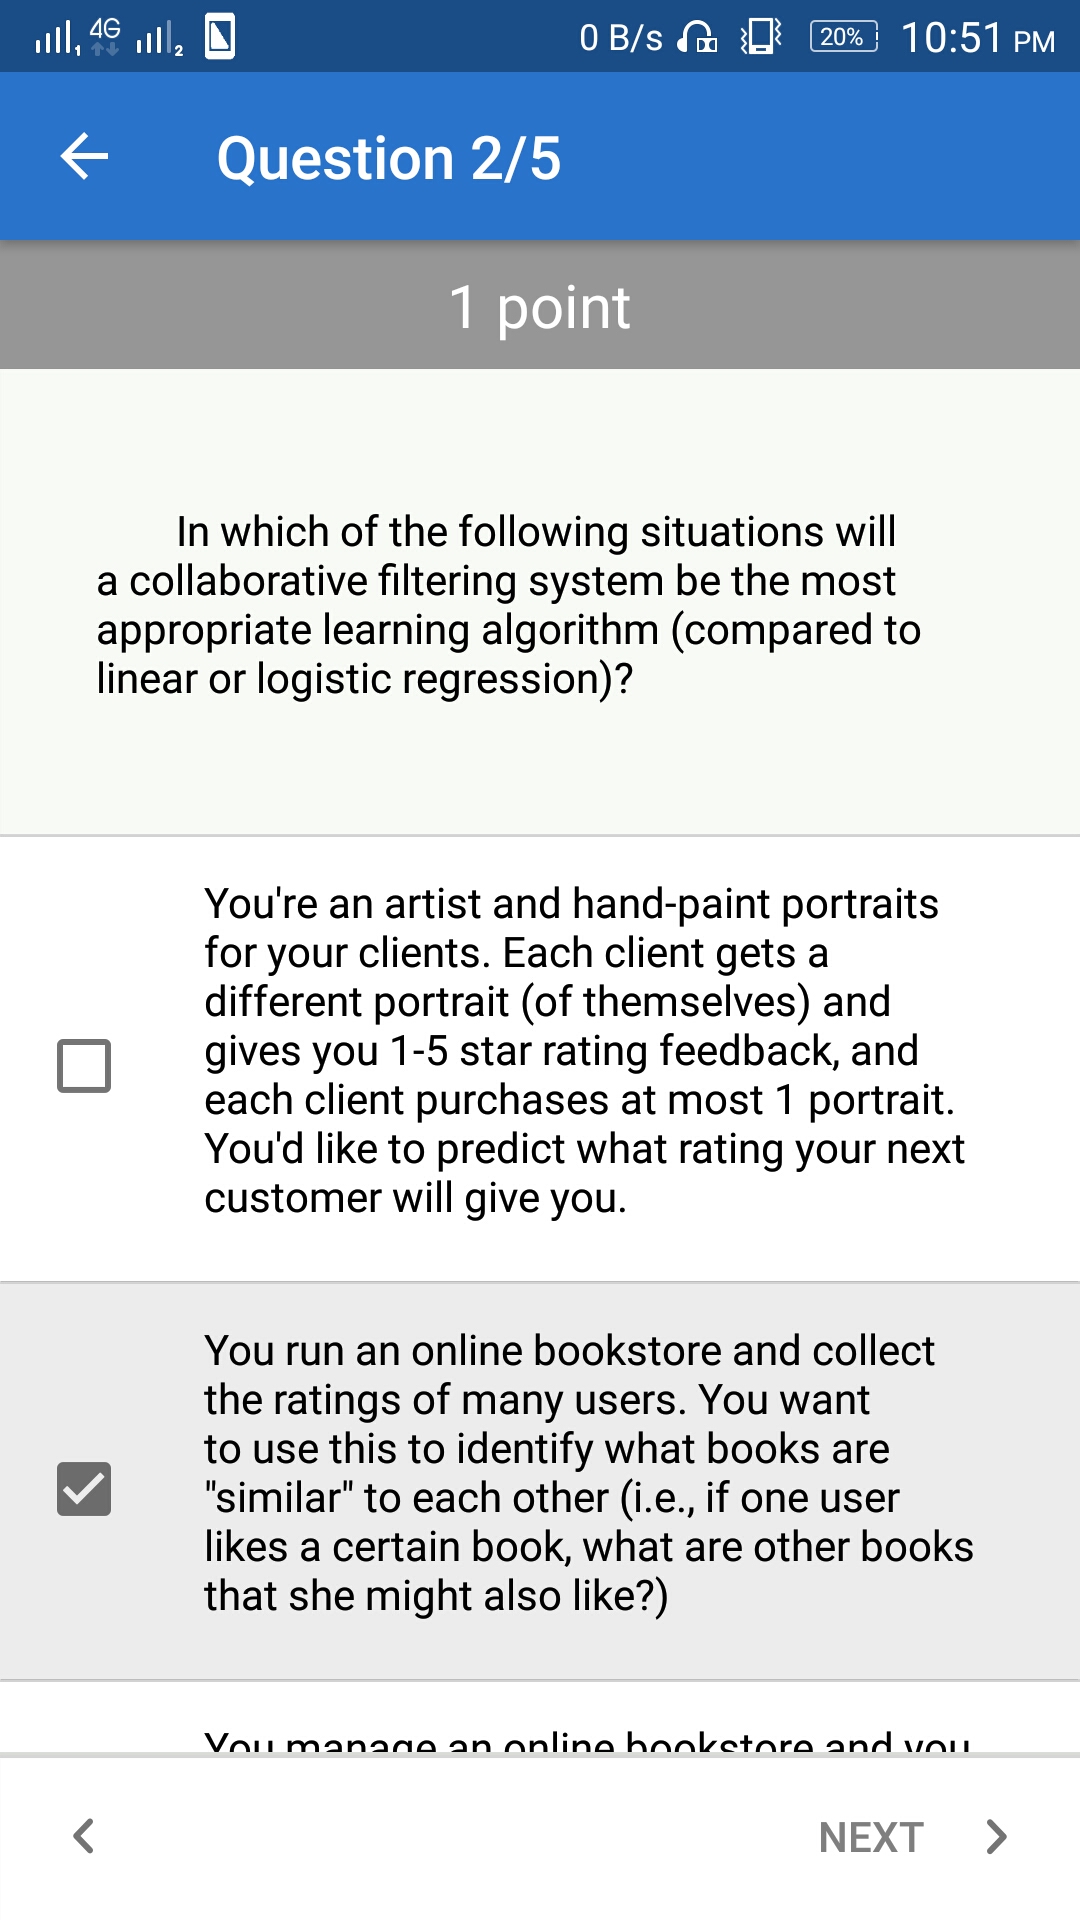 1 4G 2 0 B/s 20% 10:51 PM
Question 2/5
1 point
In which of the following situations will
a collaborative filtering system be the most
appropriate learning algorithm (compared to
linear or logistic regression)?
You're an artist and hand-paint portraits
for your clients. Each client gets a
different portrait (of themselves) and
gives you 1-5 star rating feedback, and
each client purchases at most 1 portrait.
You'd like to predict what rating your next
customer will give you.
You run an online bookstore and collect
the ratings of many users. You want
to use this to identify what books are
"similar" to each other (i.e., if one user
likes a certain book, what are other books
that she might also like?)
You manage an online bookstore and you
NEXT